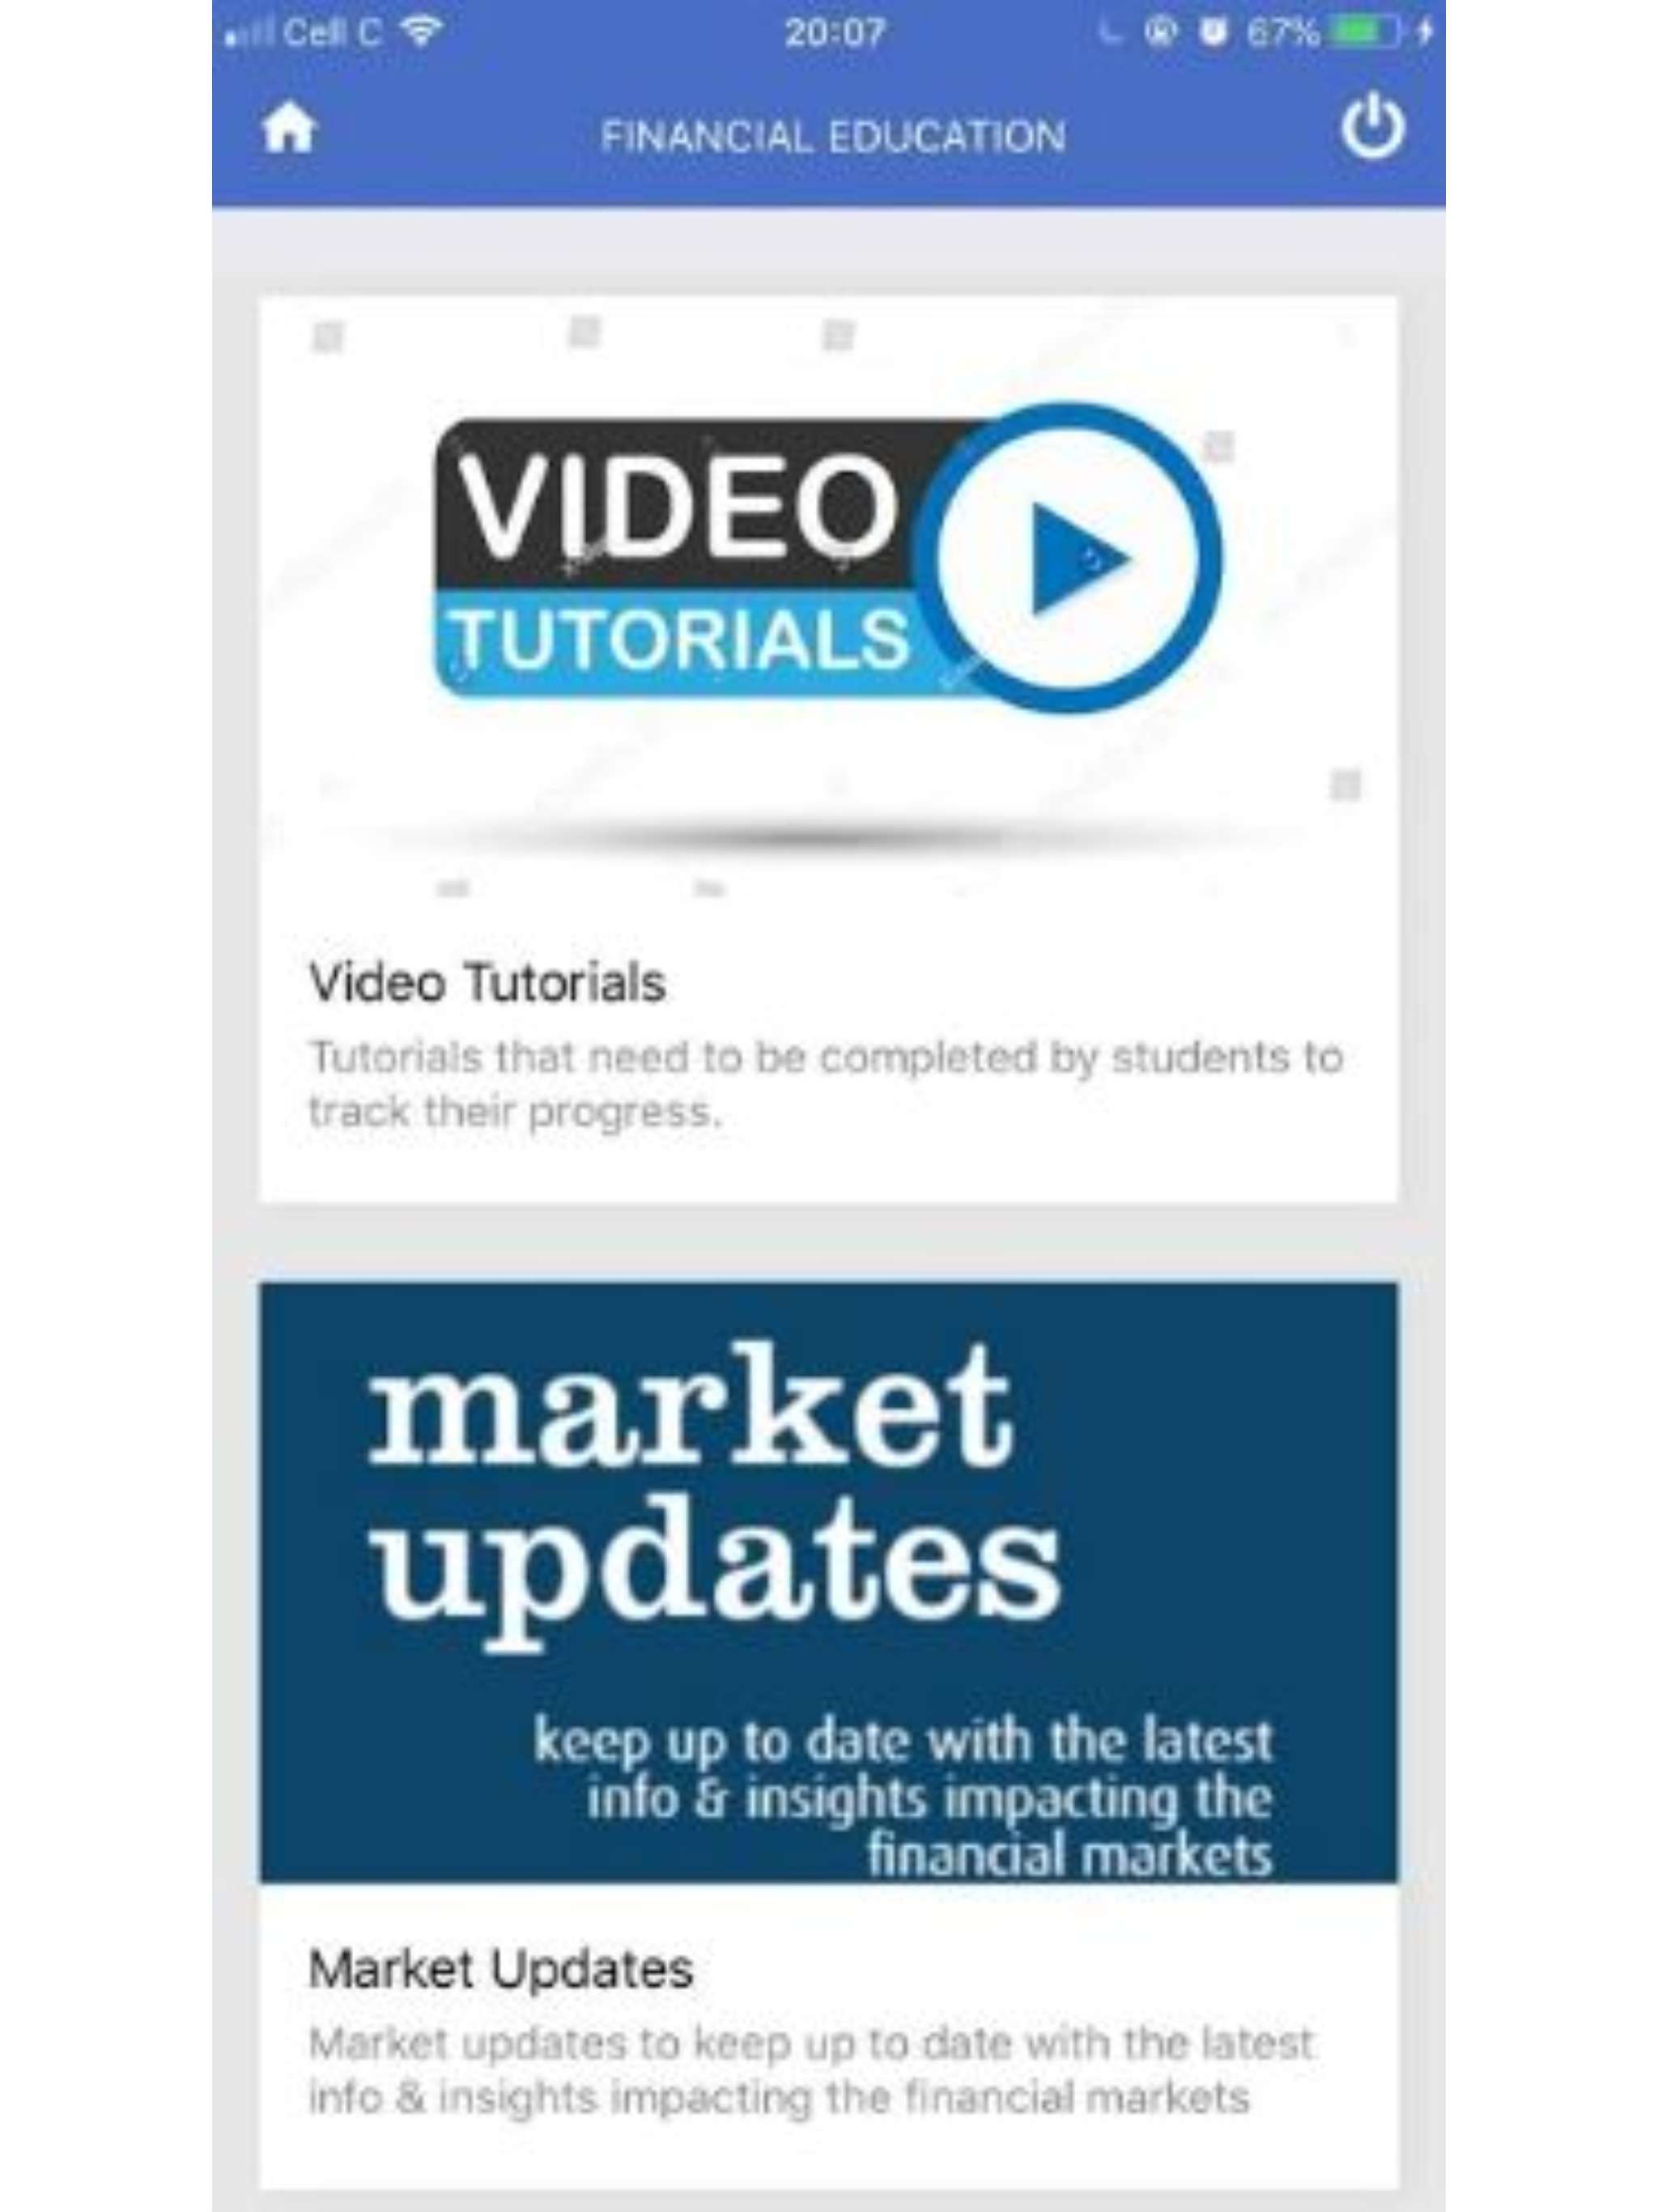 Cell C 20:07 67%
FINANCIAL EDUCATION
VIDEO
TUTORIALS
Video Tutorials
Tutorials that need to be completed by students to
track their progress.
market
updates
keep up to date with the latest
info & insights impacting the
financial markets
Market Updates
Market updates to keep up to date with the latest
info & insights impacting the financial markets